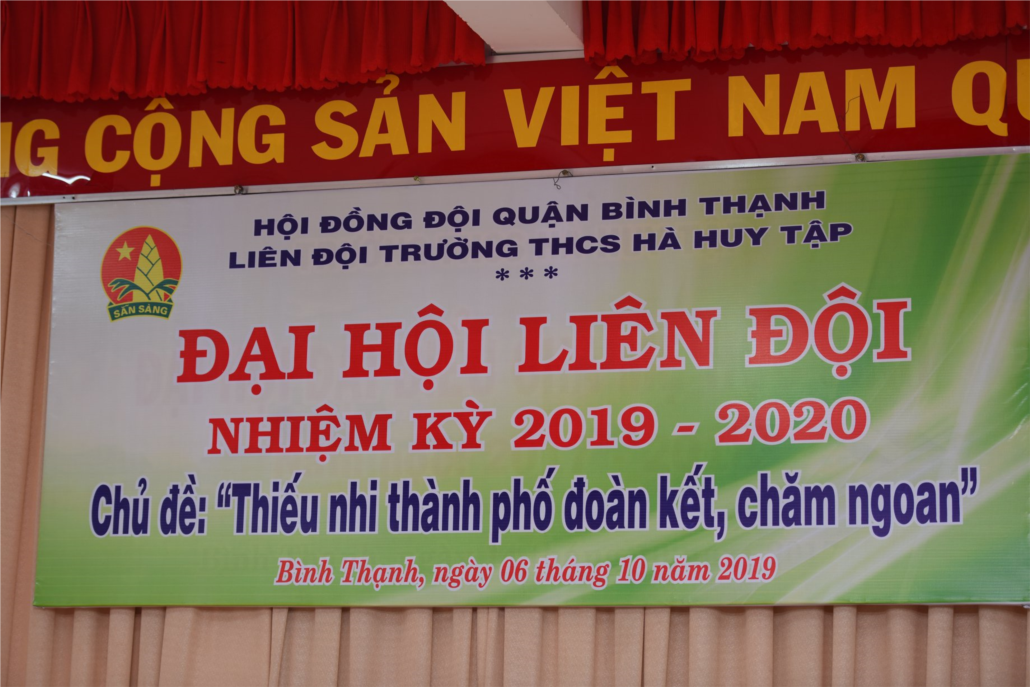 NG CỘNG SẢN VIỆT NAM QU
HỘI ĐỒNG ĐỘI QUẬN BÌNH THẠNH
LIÊN ĐỘI TRƯỜNG THCS HÀ HUY TẬP
***
SẴN SÀNG
ĐẠI HỘI LIÊN ĐỘI
NHIỆM KỲ 2019 - 2020
Chủ đề: “Thiếu nhi thành phố đoàn kết, chăm ngoan”
Bình Thạnh, ngày 06 tháng 10 năm 2019